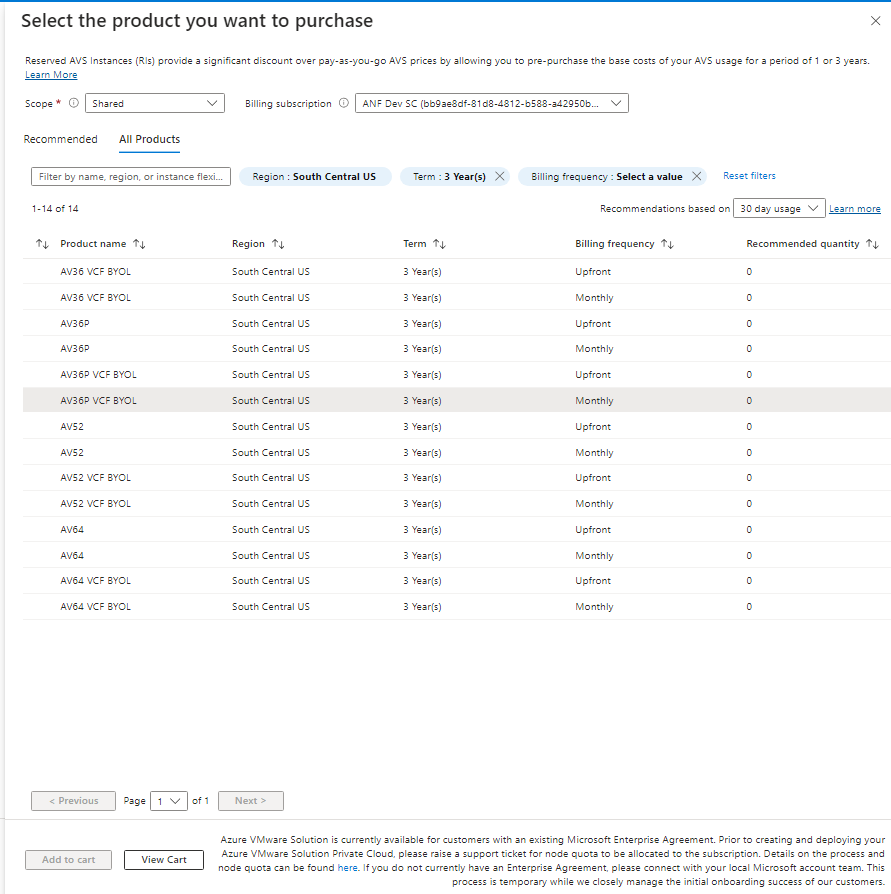 Select the product you want to purchase
Reserved AVS Instances (RIs) provide a significant discount over pay-as-you-go AVS prices by allowing you to pre-purchase the base costs of your AVS usage for a period of 1 or 3 years.
Learn More
Scope * Shared Billing subscription ANF Dev SC (bb9ae8df-81d8-4812-b588-a42950b...
Recommended All Products
Filter by name, region, or instance flexi... Region : South Central US Term : 3 Year(s) Billing frequency : Select a value Reset filters
1-14 of 14 Recommendations based on 30 day usage Learn more
Product name Region Term Billing frequency Recommended quantity
AV36 VCF BYOL South Central US 3 Year(s) Upfront 0
AV36 VCF BYOL South Central US 3 Year(s) Monthly 0
AV36P South Central US 3 Year(s) Upfront 0
AV36P South Central US 3 Year(s) Monthly 0
AV36P VCF BYOL South Central US 3 Year(s) Upfront 0
AV36P VCF BYOL South Central US 3 Year(s) Monthly 0
AV52 South Central US 3 Year(s) Upfront 0
AV52 South Central US 3 Year(s) Monthly 0
AV52 VCF BYOL South Central US 3 Year(s) Upfront 0
AV52 VCF BYOL South Central US 3 Year(s) Monthly 0
AV64 South Central US 3 Year(s) Upfront 0
AV64 South Central US 3 Year(s) Monthly 0
AV64 VCF BYOL South Central US 3 Year(s) Upfront 0
AV64 VCF BYOL South Central US 3 Year(s) Monthly 0
< Previous Page 1 of 1 Next >
Add to cart View Cart
Azure VMware Solution is currently available for customers with an existing Microsoft Enterprise Agreement. Prior to creating and deploying your
Azure VMware Solution Private Cloud, please raise a support ticket for node quota to be allocated to the subscription. Details on the process and
node quota can be found here. If you do not currently have an Enterprise Agreement, please connect with your local Microsoft account team. This
process is temporary while we closely manage the initial onboarding success of our customers.